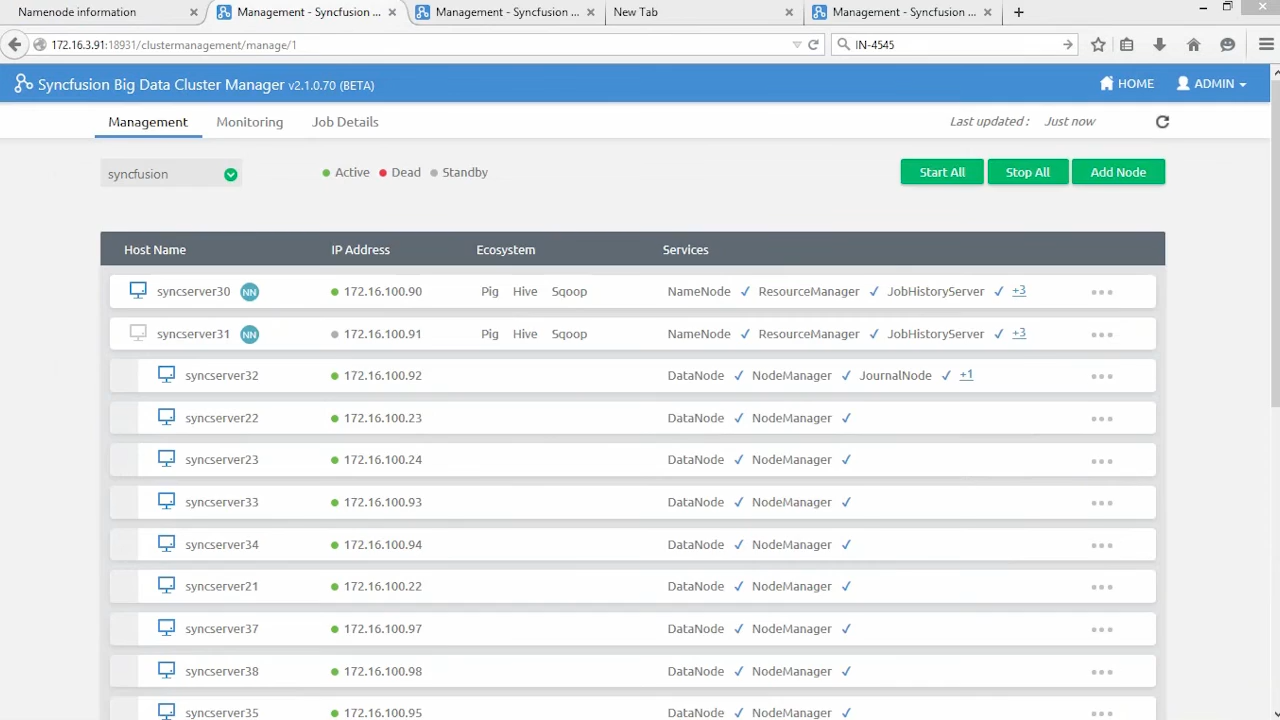 Namenode information
Management - Syncfusion ...
Management - Syncfusion ...
New Tab
Management - Syncfusion ...
172.16.3.91:18931/clustermanagement/manage/1
IN-4545
Syncfusion Big Data Cluster Manager v2.1.0.70 (BETA)
HOME
ADMIN
Management Monitoring Job Details
Last updated : Just now
syncfusion
Active Dead Standby
Start All Stop All Add Node
Host Name IP Address Ecosystem Services
syncserver30 NN 172.16.100.90 Pig Hive Sqoop NameNode ✓ ResourceManager ✓ JobHistoryServer ✓ +3
syncserver31 NN 172.16.100.91 Pig Hive Sqoop NameNode ✓ ResourceManager ✓ JobHistoryServer ✓ +3
syncserver32 172.16.100.92 DataNode ✓ NodeManager ✓ JournalNode ✓ +1
syncserver22 172.16.100.23 DataNode ✓ NodeManager ✓
syncserver23 172.16.100.24 DataNode ✓ NodeManager ✓
syncserver33 172.16.100.93 DataNode ✓ NodeManager ✓
syncserver34 172.16.100.94 DataNode ✓ NodeManager ✓
syncserver21 172.16.100.22 DataNode ✓ NodeManager ✓
syncserver37 172.16.100.97 DataNode ✓ NodeManager ✓
syncserver38 172.16.100.98 DataNode ✓ NodeManager ✓
syncserver35 172.16.100.95 DataNode ✓ NodeManager ✓